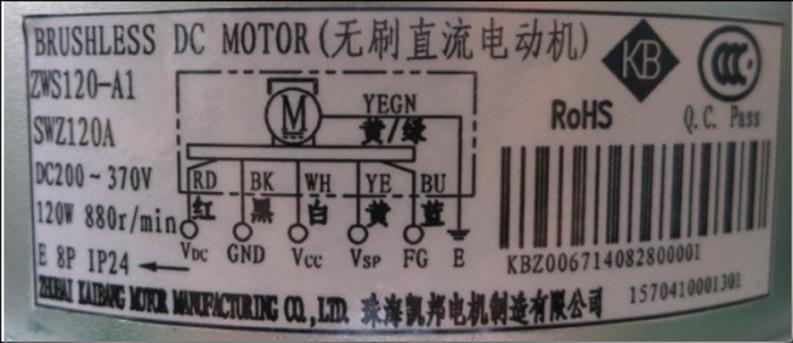 BRUSHLESS DC MOTOR(无刷直流电动机)
KB
CCC
ZWS120-A1
YEGN
黄/绿
M
RoHS
Q.C. Pass
SWZ120A
DC200~370V
RD BK WH YE BU
红 黑 白 黄 蓝
120W 880r/min
VDC GND VCC VSP FG E
E 8P IP24
KBZ006714082800001
1570410001301
ZHUHAI KAIBANG MOTOR MANUFACTURING CO.,LTD. 珠海凯邦电机制造有限公司